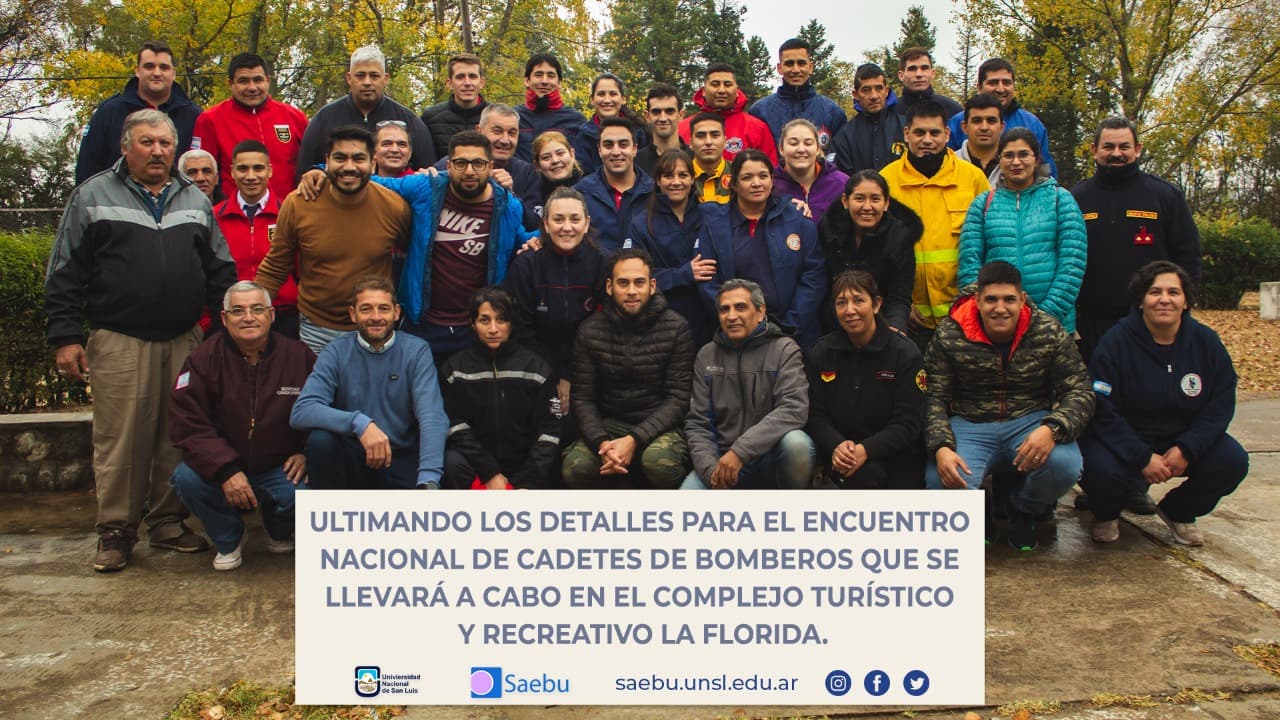 NIKE
SB
ULTIMANDO LOS DETALLES PARA EL ENCUENTRO
NACIONAL DE CADETES DE BOMBEROS QUE SE
LLEVARÁ A CABO EN EL COMPLEJO TURÍSTICO
Y RECREATIVO LA FLORIDA.
Universidad
Nacional
de San Luis
Saebu
saebu.unsl.edu.ar